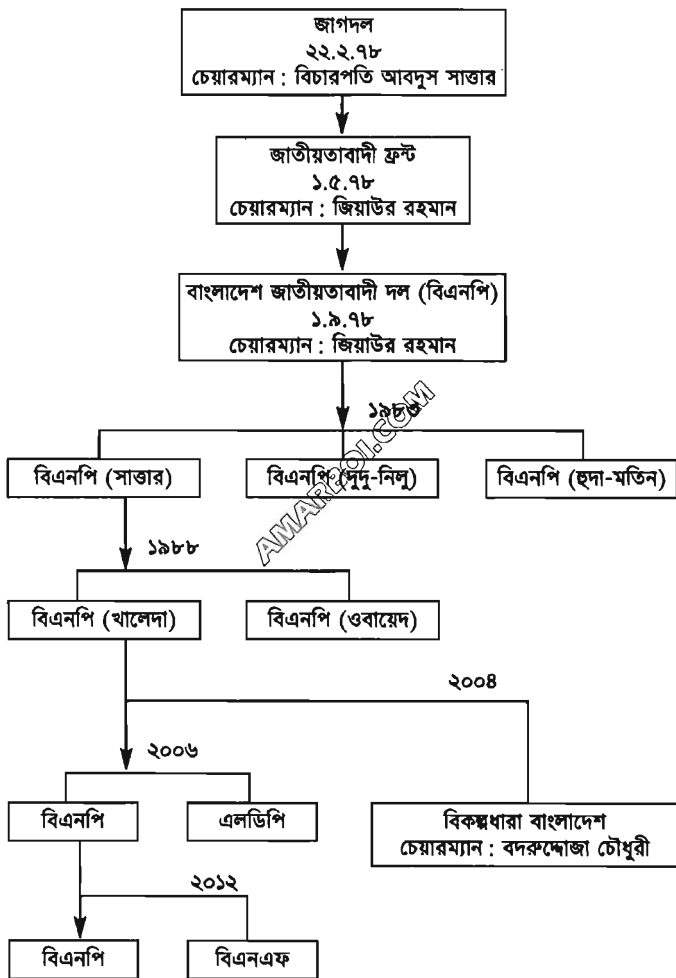 জাগদল
২২.২.৭৮
চেয়ারম্যান : বিচারপতি আবদুস সাত্তার
জাতীয়তাবাদী ফ্রন্ট
১.৫.৭৮
চেয়ারম্যান : জিয়াউর রহমান
বাংলাদেশ জাতীয়তাবাদী দল (বিএনপি)
১.৯.৭৮
চেয়ারম্যান : জিয়াউর রহমান
বিএনপি (সাত্তার) বিএনপি (দুদু-নিলু) বিএনপি (হুদা-মতিন)
AMARBOI.COM
১৯৮৮
বিএনপি (খালেদা) বিএনপি (ওবায়েদ)
২০০৪
২০০৬
বিএনপি এলডিপি
বিকল্পধারা বাংলাদেশ
চেয়ারম্যান : বদরুদ্দোজা চৌধুরী
২০১২
বিএনপি বিএনএফ